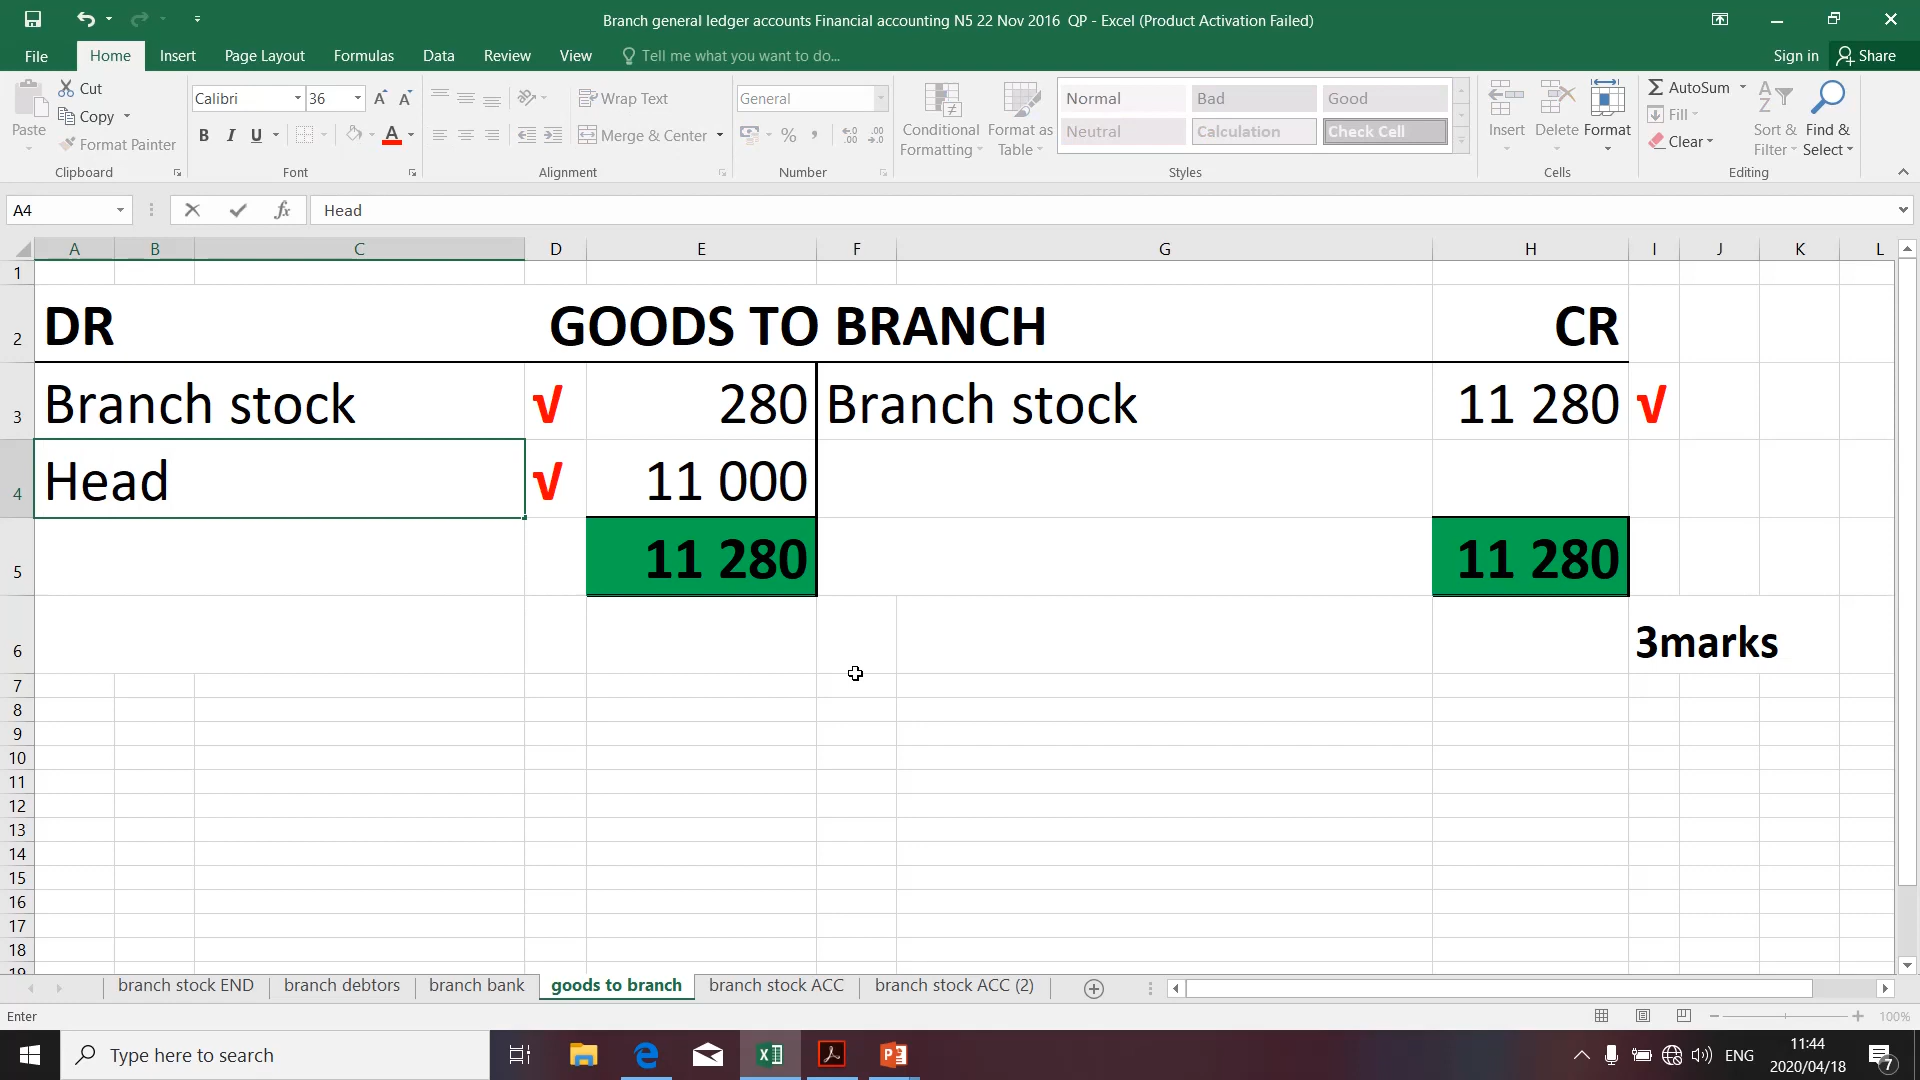 Branch general ledger accounts Financial accounting N5 22 Nov 2016 QP - Excel (Product Activation Failed)
File Home Insert Page Layout Formulas Data Review View Tell me what you want to do... Sign in Share
Paste Cut Copy Format Painter
Calibri 36
B I U
Wrap Text
Merge & Center
General
Conditional Formatting
Format as Table
Normal Bad Good
Neutral Calculation Check Cell
Insert Delete Format
AutoSum
Fill
Clear
Sort & Filter
Find & Select
Clipboard Font Alignment Number Styles Cells Editing
A4 fx Head
A B C D E F G H I J K L
1
2 DR GOODS TO BRANCH CR
3 Branch stock √ 280 Branch stock 11 280 √
4 Head √ 11 000
5 11 280 11 280
6 3marks
7
8
9
10
11
12
13
14
15
16
17
18
19
branch stock END branch debtors branch bank goods to branch branch stock ACC branch stock ACC (2)
Enter 100%
Type here to search ENG 11:44
2020/04/18 7